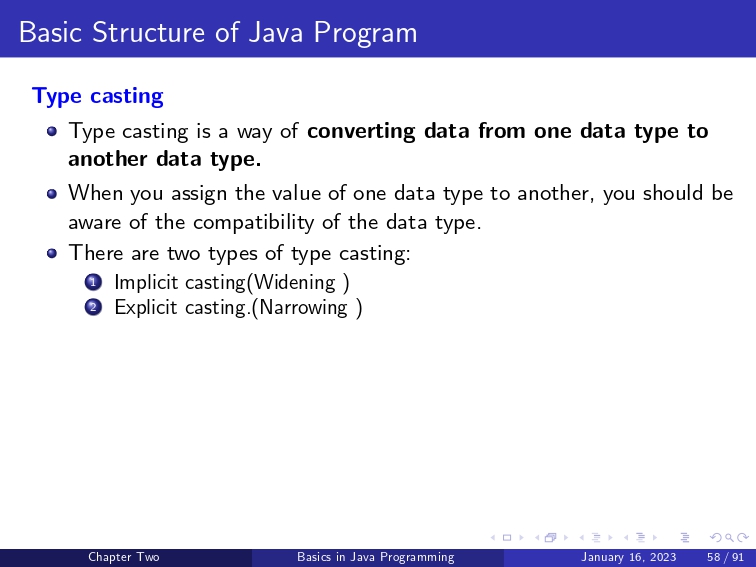 Basic Structure of Java Program
Type casting
Type casting is a way of converting data from one data type to
another data type.
When you assign the value of one data type to another, you should be
aware of the compatibility of the data type.
There are two types of type casting:
1 Implicit casting(Widening )
2 Explicit casting.(Narrowing )
Chapter Two Basics in Java Programming January 16, 2023 58 / 91